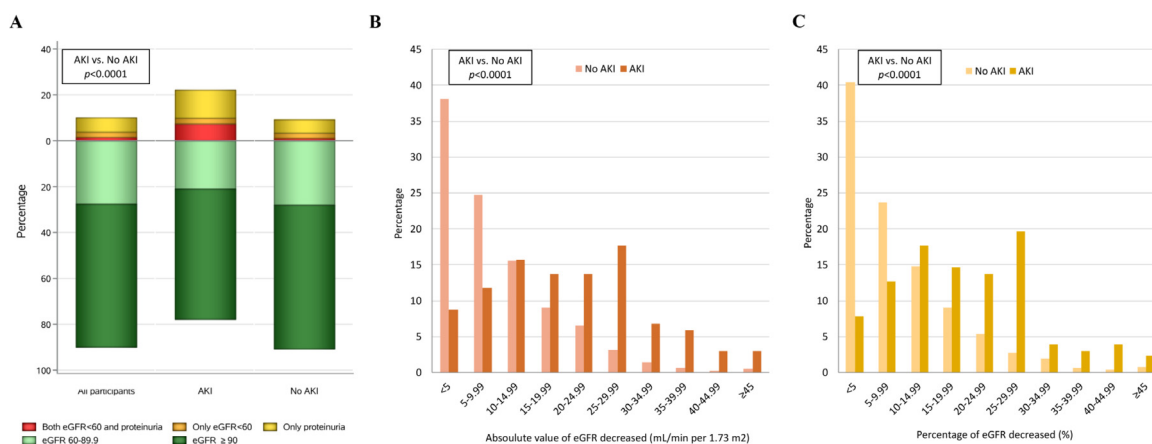 A
AKI vs. No AKI
p<0.0001
40
20
0
20
40
60
80
100
Percentage
All participants
AKI
No AKI
Both eGFR<60 and proteinuria
Only eGFR<60
Only proteinuria
eGFR 60-89.9
eGFR ≥ 90
B
AKI vs. No AKI
p<0.0001
No AKI
AKI
45
40
35
30
25
20
15
10
5
0
Percentage
<5
5-9.99
10-14.99
15-19.99
20-24.99
25-29.99
30-34.99
35-39.99
40-44.99
≥45
Absoulute value of eGFR decreased (mL/min per 1.73 m2)
C
AKI vs. No AKI
p<0.0001
No AKI
AKI
45
40
35
30
25
20
15
10
5
0
Percentage
<5
5-9.99
10-14.99
15-19.99
20-24.99
25-29.99
30-34.99
35-39.99
40-44.99
≥45
Percentage of eGFR decreased (%)